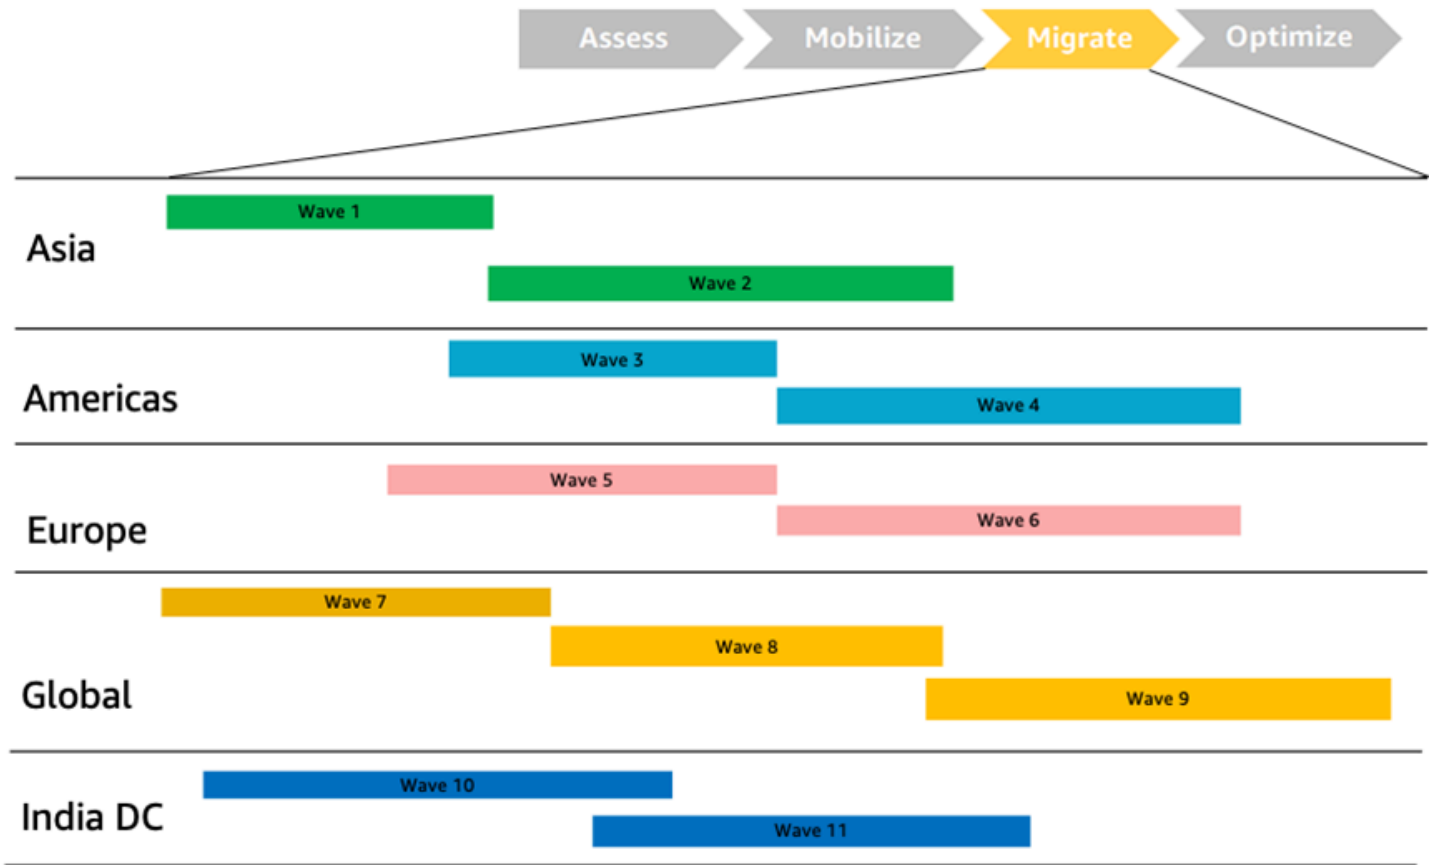 Assess
Mobilize
Migrate
Optimize
Asia
Wave 1
Wave 2
Americas
Wave 3
Wave 4
Europe
Wave 5
Wave 6
Global
Wave 7
Wave 8
Wave 9
India DC
Wave 10
Wave 11